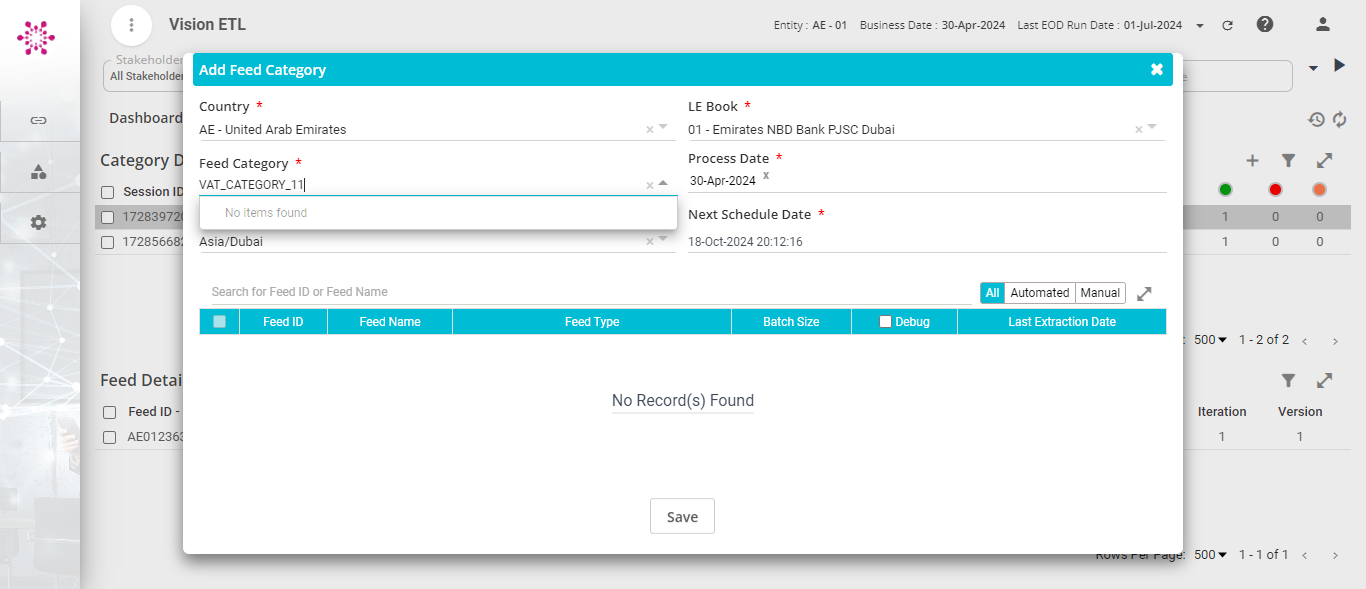 Vision ETL
Entity : AE - 01 Business Date : 30-Apr-2024 Last EOD Run Date : 01-Jul-2024
Stakeholder
All Stakeholder
Dashboard
Add Feed Category
Country *
AE - United Arab Emirates
LE Book *
01 - Emirates NBD Bank PJSC Dubai
Feed Category *
VAT_CATEGORY_11
No items found
Process Date *
30-Apr-2024 x
Asia/Dubai
Next Schedule Date *
18-Oct-2024 20:12:16
Search for Feed ID or Feed Name
All Automated Manual
Feed ID Feed Name Feed Type Batch Size Debug Last Extraction Date
No Record(s) Found
Save
Category D
Session ID
17283972 1 0 0
1728566 1 0 0
500 1 - 2 of 2
Feed Detai
Feed ID - Iteration Version
AE01236 1 1
Rows Per Page: 500 1 - 1 of 1